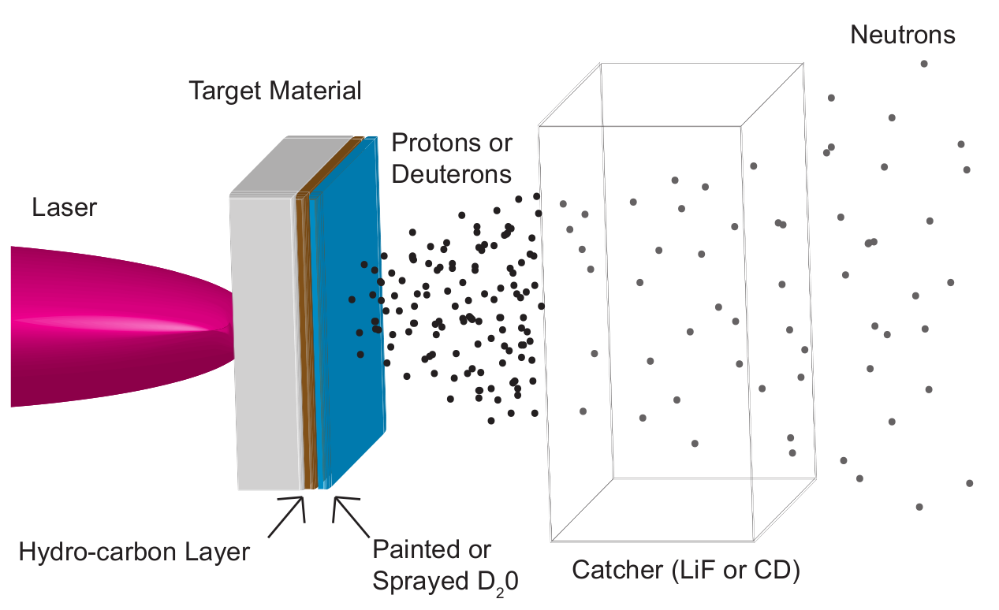 Neutrons
Target Material
Protons or
Deuterons
Laser
Hydro-carbon Layer
Painted or
Sprayed D₂0
Catcher (LiF or CD)